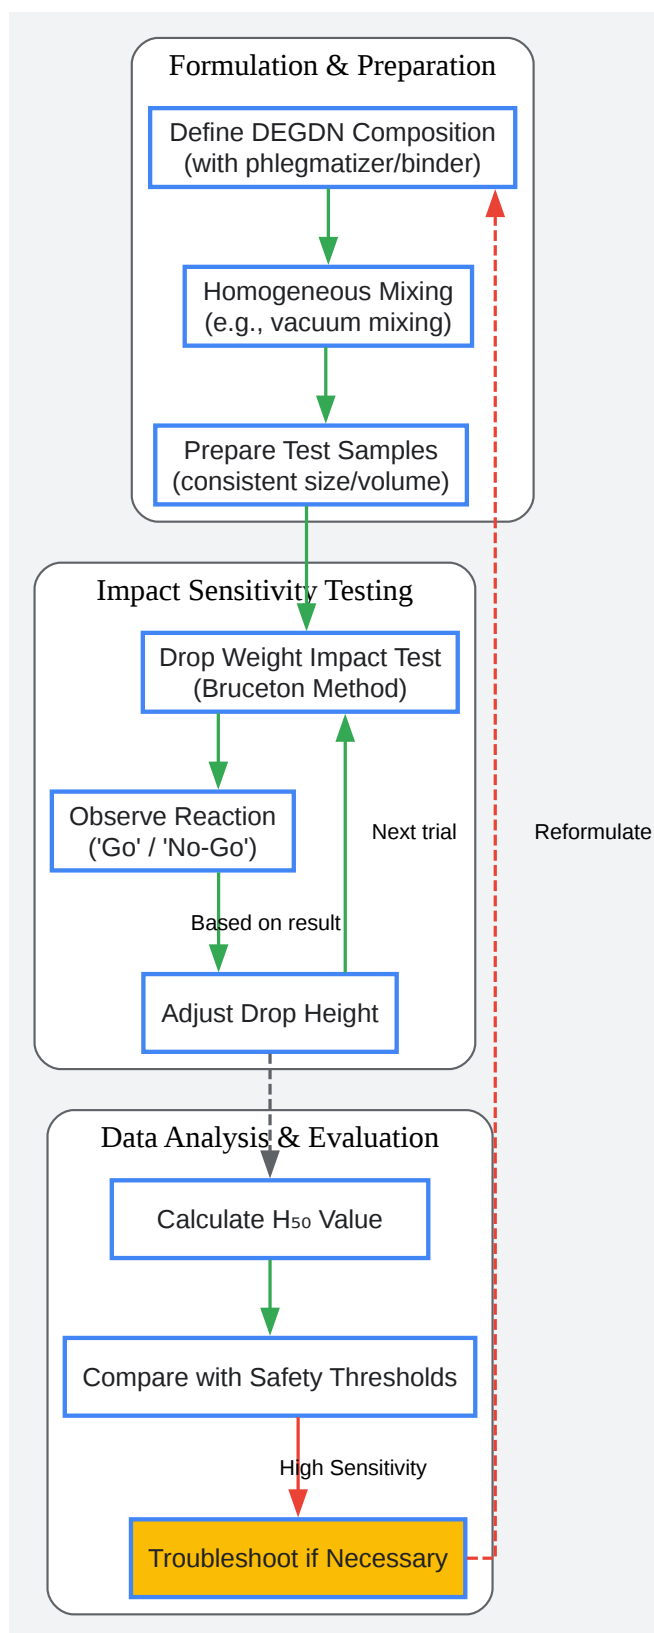 Formulation & Preparation
Define DEGDN Composition
(with phlegmatizer/binder)
Homogeneous Mixing
(e.g., vacuum mixing)
Prepare Test Samples
(consistent size/volume)
Impact Sensitivity Testing
Drop Weight Impact Test
(Bruceton Method)
Observe Reaction
('Go' / 'No-Go')
Next trial
Reformulate
Based on result
Adjust Drop Height
Data Analysis & Evaluation
Calculate H₅₀ Value
Compare with Safety Thresholds
High Sensitivity
Troubleshoot if Necessary